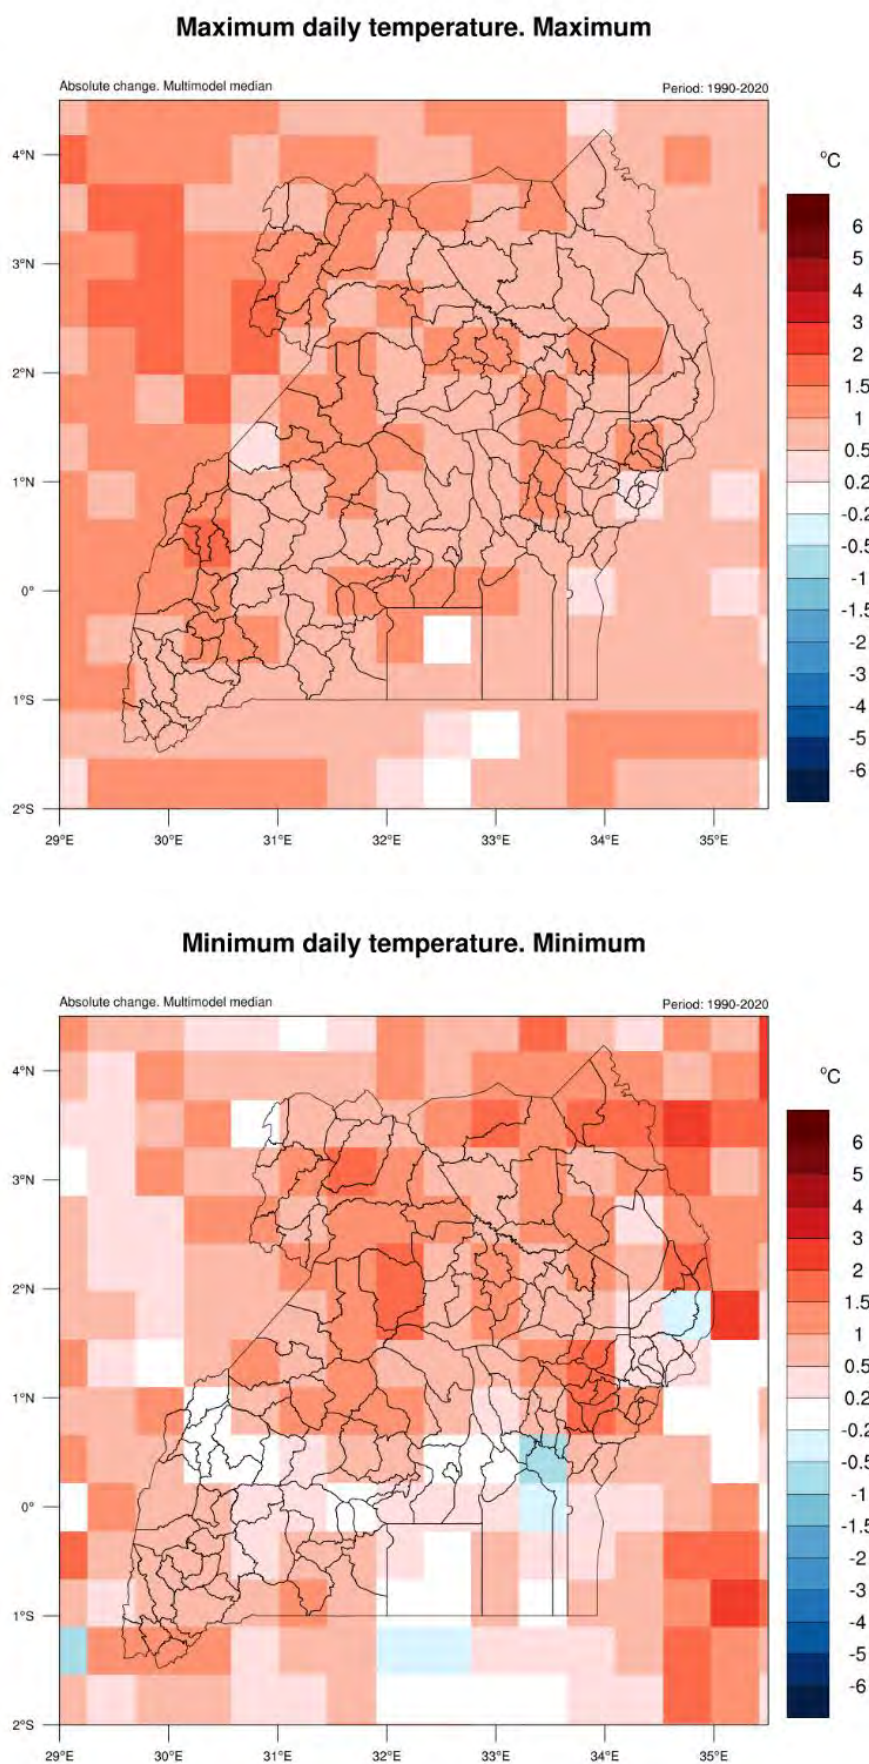 Maximum daily temperature. Maximum
Absolute change. Multimodel median
Period: 1990-2020
4°N
3°N
2°N
1°N
0°
1°S
2°S
29°E
30°E
31°E
32°E
33°E
34°E
35°E
°C
6
5
4
3
2
1.5
1
0.5
0.2
-0.2
-0.5
-1
-1.5
-2
-3
-4
-5
-6
Minimum daily temperature. Minimum
Absolute change. Multimodel median
Period: 1990-2020
4°N
3°N
2°N
1°N
0°
1°S
2°S
29°E
30°E
31°E
32°E
33°E
34°E
35°E
°C
6
5
4
3
2
1.5
1
0.5
0.2
-0.2
-0.5
-1
-1.5
-2
-3
-4
-5
-6